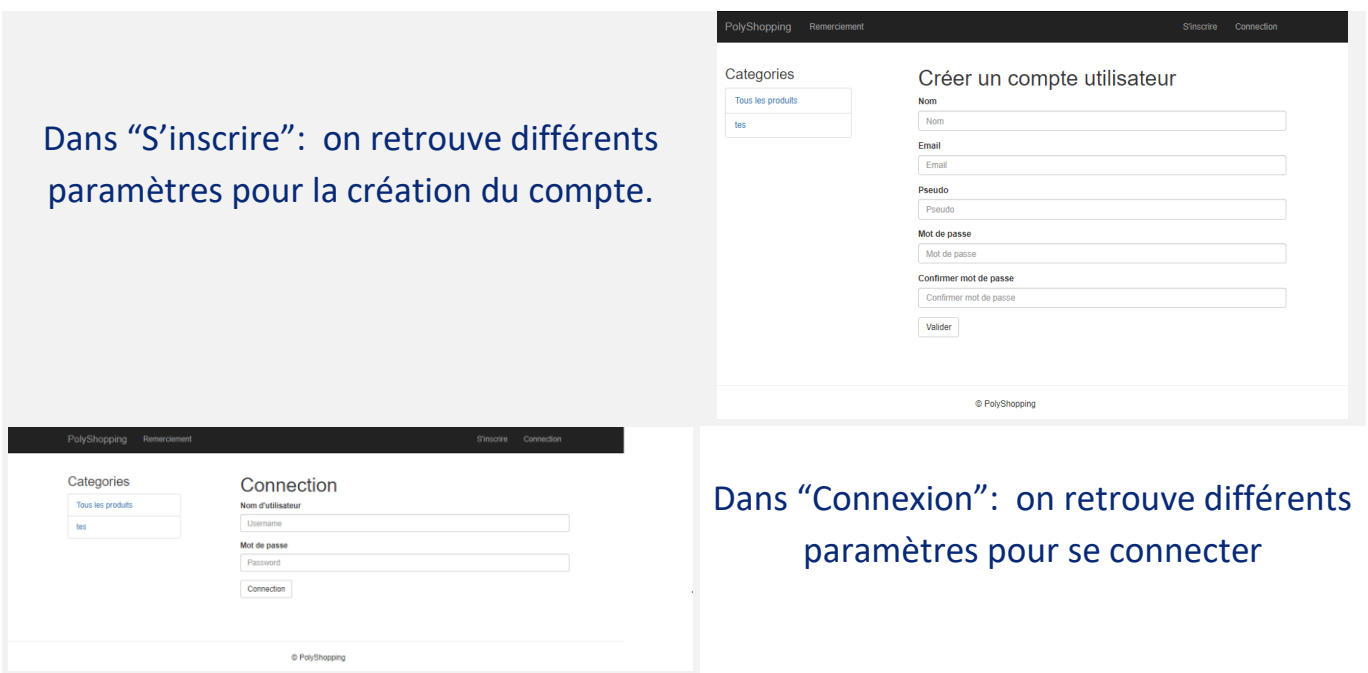 Dans “S’inscrire”:  on retrouve différents
paramètres pour la création du compte.
PolyShopping Remerciement S'inscrire Connection
Categories
Tous les produits
tes
Créer un compte utilisateur
Nom
Nom
Email
Email
Pseudo
Pseudo
Mot de passe
Mot de passe
Confirmer mot de passe
Confirmer mot de passe
Valider
© PolyShopping
PolyShopping Remerciement S'inscrire Connection
Categories
Tous les produits
tes
Connection
Nom d'utilisateur
Username
Mot de passe
Password
Connection
© PolyShopping
Dans “Connexion”:  on retrouve différents
paramètres pour se connecter